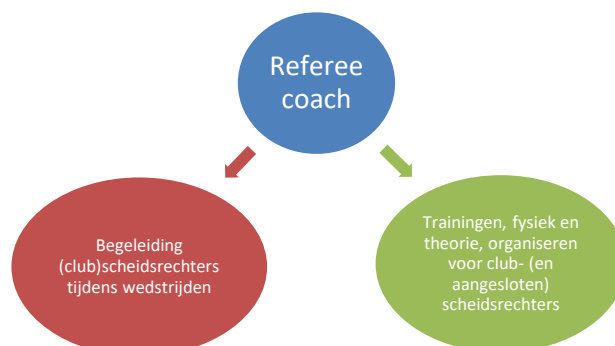 Referee
coach
Begeleiding
(club)scheidsrechters
tijdens wedstrijden
Trainingen, fysiek en
theorie, organiseren
voor club- (en
aangesloten)
scheidsrechters